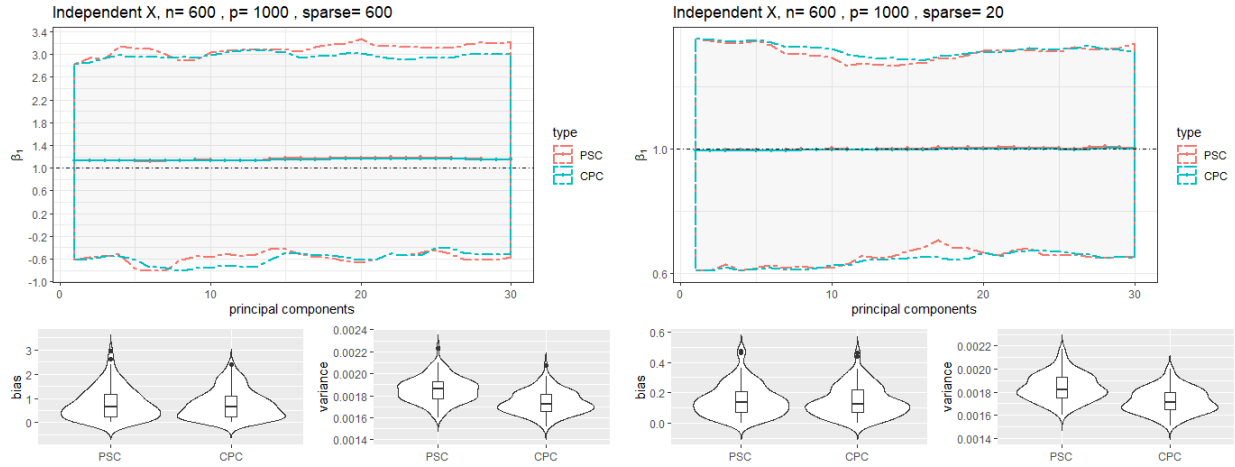 Independent X, n= 600 , p= 1000 , sparse= 600
3.4
3.0
2.6
2.2
1.8
1.4
1.0
0.6
0.2
-0.2
-0.6
-1.0
β1
0 10 20 30
principal components
type
PSC
CPC
3
2
1
0
bias
PSC CPC
0.0024
0.0022
0.0020
0.0018
0.0016
0.0014
variance
PSC CPC
Independent X, n= 600 , p= 1000 , sparse= 20
1.0
0.6
β1
0 10 20 30
principal components
type
PSC
CPC
0.6
0.4
0.2
0.0
bias
PSC CPC
0.0022
0.0020
0.0018
0.0016
0.0014
variance
PSC CPC